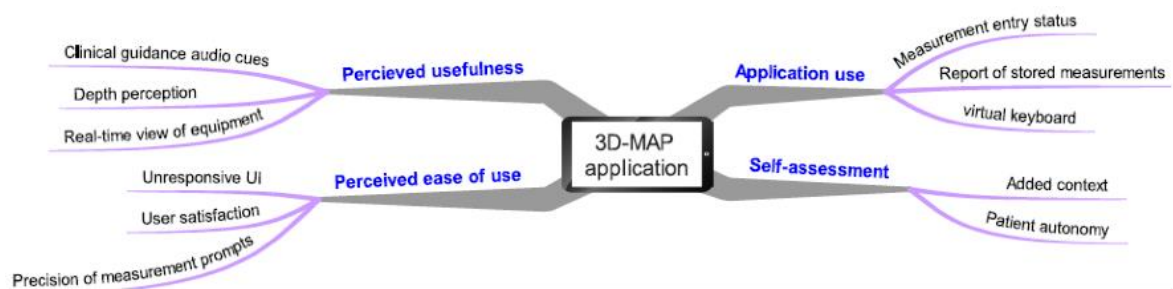 Clinical guidance audio cues
Percieved usefulness
Depth perception
Real-time view of equipment
Unresponsive UI
Perceived ease of use
User satisfaction
Precision of measurement prompts
3D-MAP
application
Measurement entry status
Application use
Report of stored measurements
virtual keyboard
Self-assessment
Added context
Patient autonomy